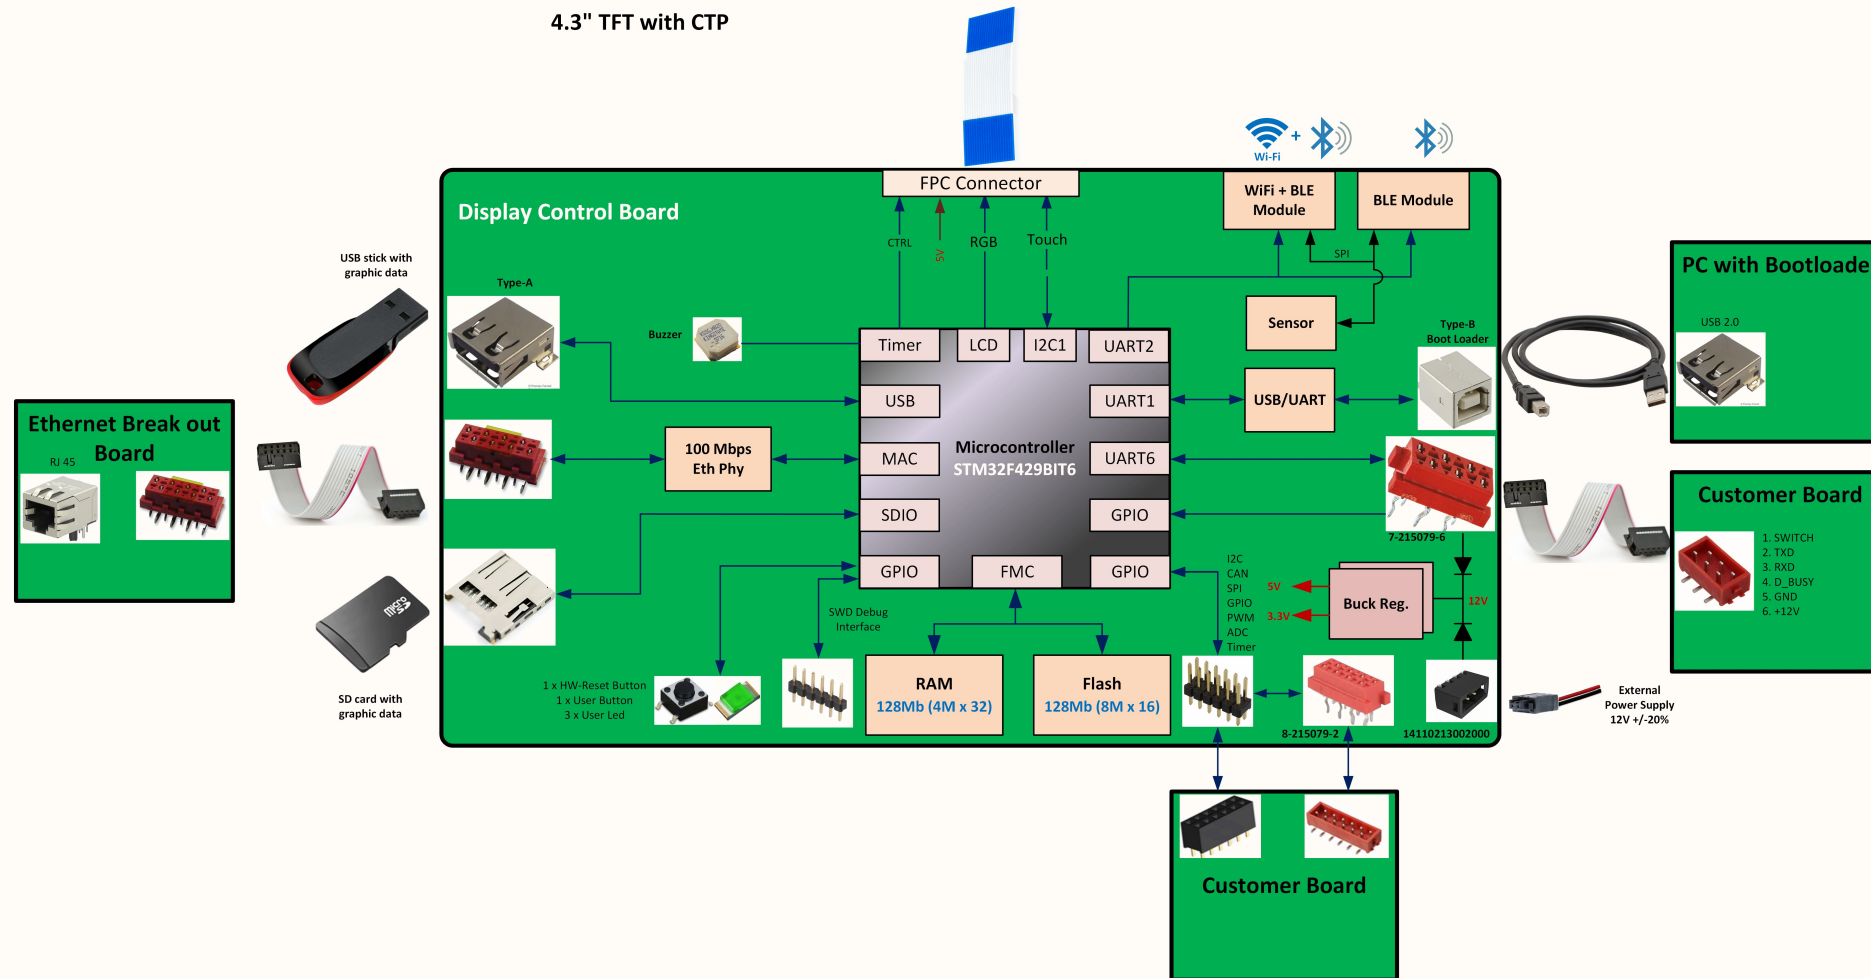 4.3" TFT with CTP
Wi-Fi
+
FPC Connector
Display Control Board
WiFi + BLE
Module
BLE Module
CTRL
5V
RGB
Touch
SPI
USB stick with
graphic data
Type-A
Buzzer
Sensor
Type-B
Boot Loader
PC with Bootloade
USB 2.0
Timer
LCD
I2C1
UART2
USB
UART1
USB/UART
Ethernet Break out
Board
RJ 45
100 Mbps
Eth Phy
MAC
Microcontroller
STM32F429BIT6
UART6
SDIO
GPIO
7-215079-6
Customer Board
1. SWITCH
2. TXD
3. RXD
4. D_BUSY
5. GND
6. +12V
GPIO
FMC
GPIO
I2C
CAN
SPI
GPIO
PWM
ADC
Timer
5V
3.3V
Buck Reg.
12V
micro
SD
SWD Debug
Interface
SD card with
graphic data
1 x HW-Reset Button
1 x User Button
3 x User Led
RAM
128Mb (4M x 32)
Flash
128Mb (8M x 16)
8-215079-2
14110213002000
External
Power Supply
12V +/-20%
Customer Board